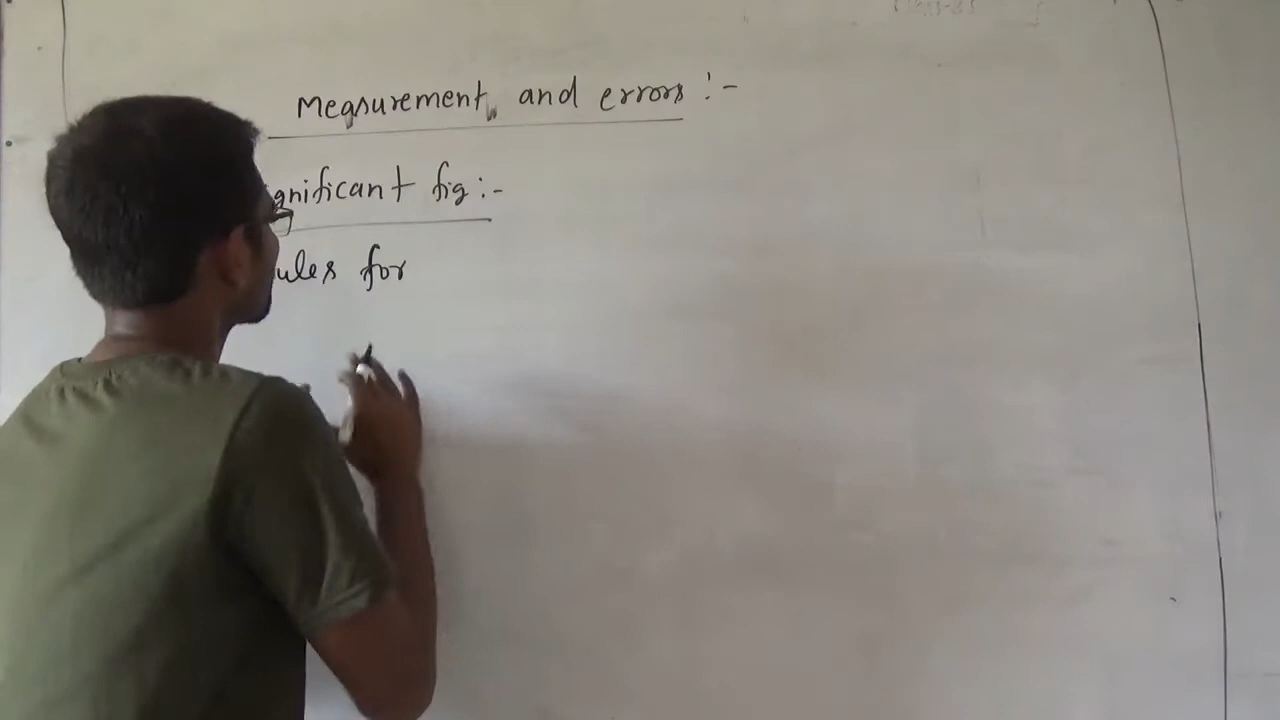 Measurement and errors :-
gnificant fig :-
ules for